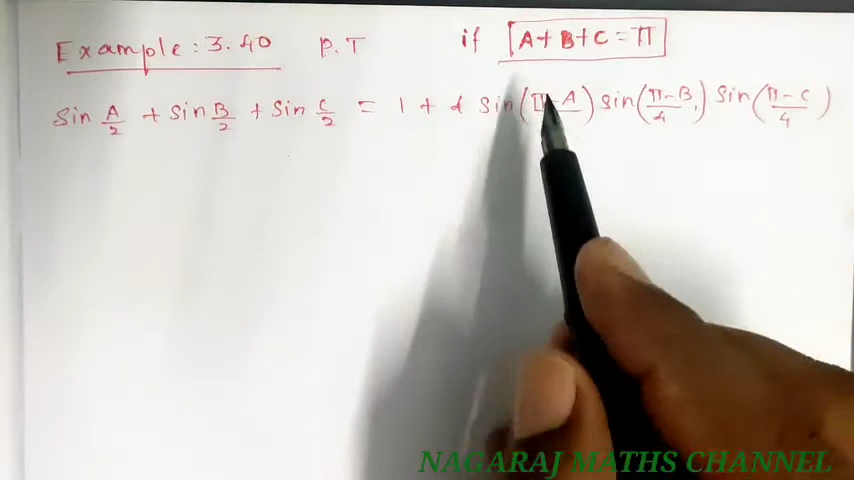 Example: 3.40 P.T if A+B+C=π
Sin A/2 + Sin B/2 + Sin C/2 = 1 + 4 Sin(π-A/) Sin(π-B/4) Sin(π-C/4)
NAGARAJ MATHS CHANNEL